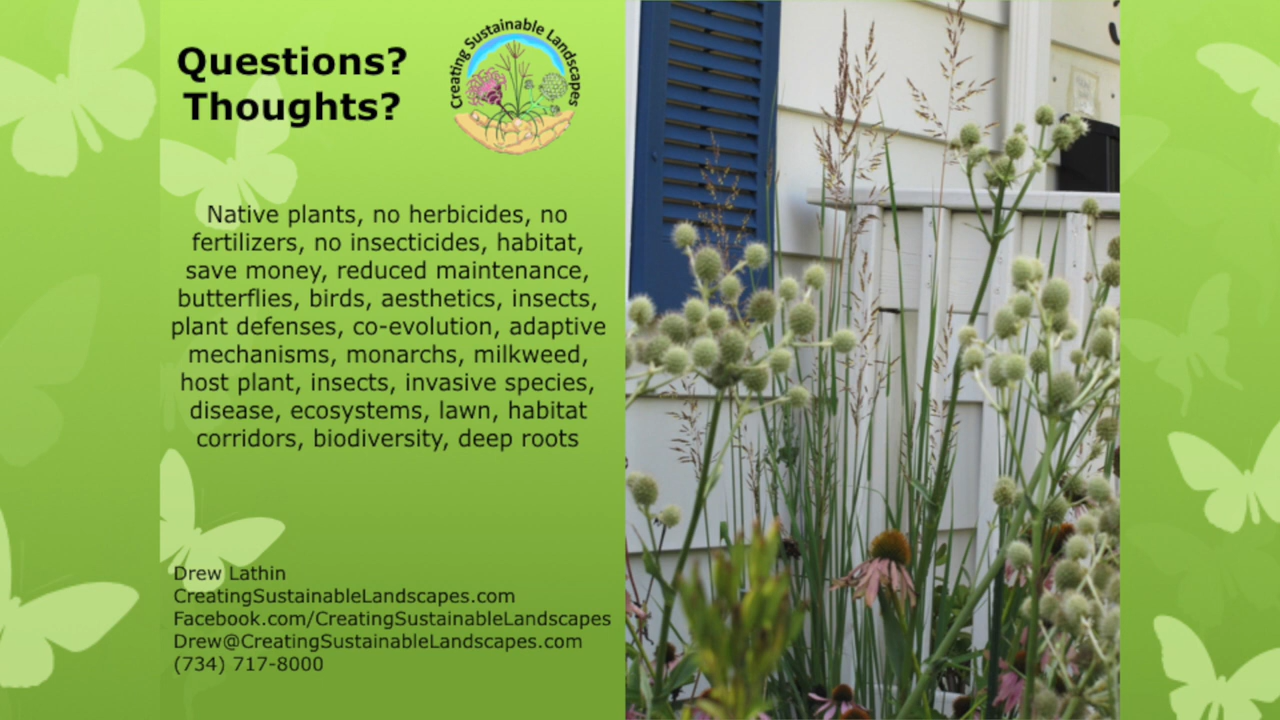 Questions?
Thoughts?
Creating Sustainable Landscapes
Native plants, no herbicides, no
fertilizers, no insecticides, habitat,
save money, reduced maintenance,
butterflies, birds, aesthetics, insects,
plant defenses, co-evolution, adaptive
mechanisms, monarchs, milkweed,
host plant, insects, invasive species,
disease, ecosystems, lawn, habitat
corridors, biodiversity, deep roots
Drew Lathin
CreatingSustainableLandscapes.com
Facebook.com/CreatingSustainableLandscapes
Drew@CreatingSustainableLandscapes.com
(734) 717-8000